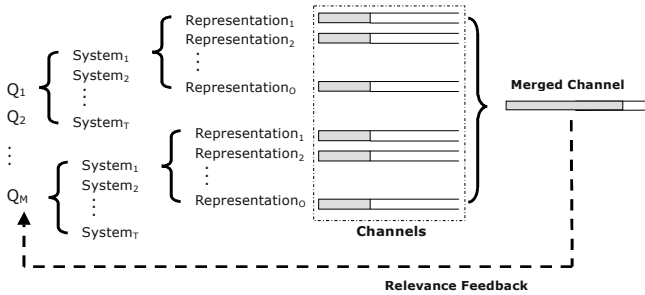 Q1
Q2
⋮
QM
System1
System2
⋮
SystemT
System1
System2
⋮
SystemT
Representation1
Representation2
⋮
RepresentationO
Representation1
Representation2
⋮
RepresentationO
Channels
Merged Channel
Relevance Feedback